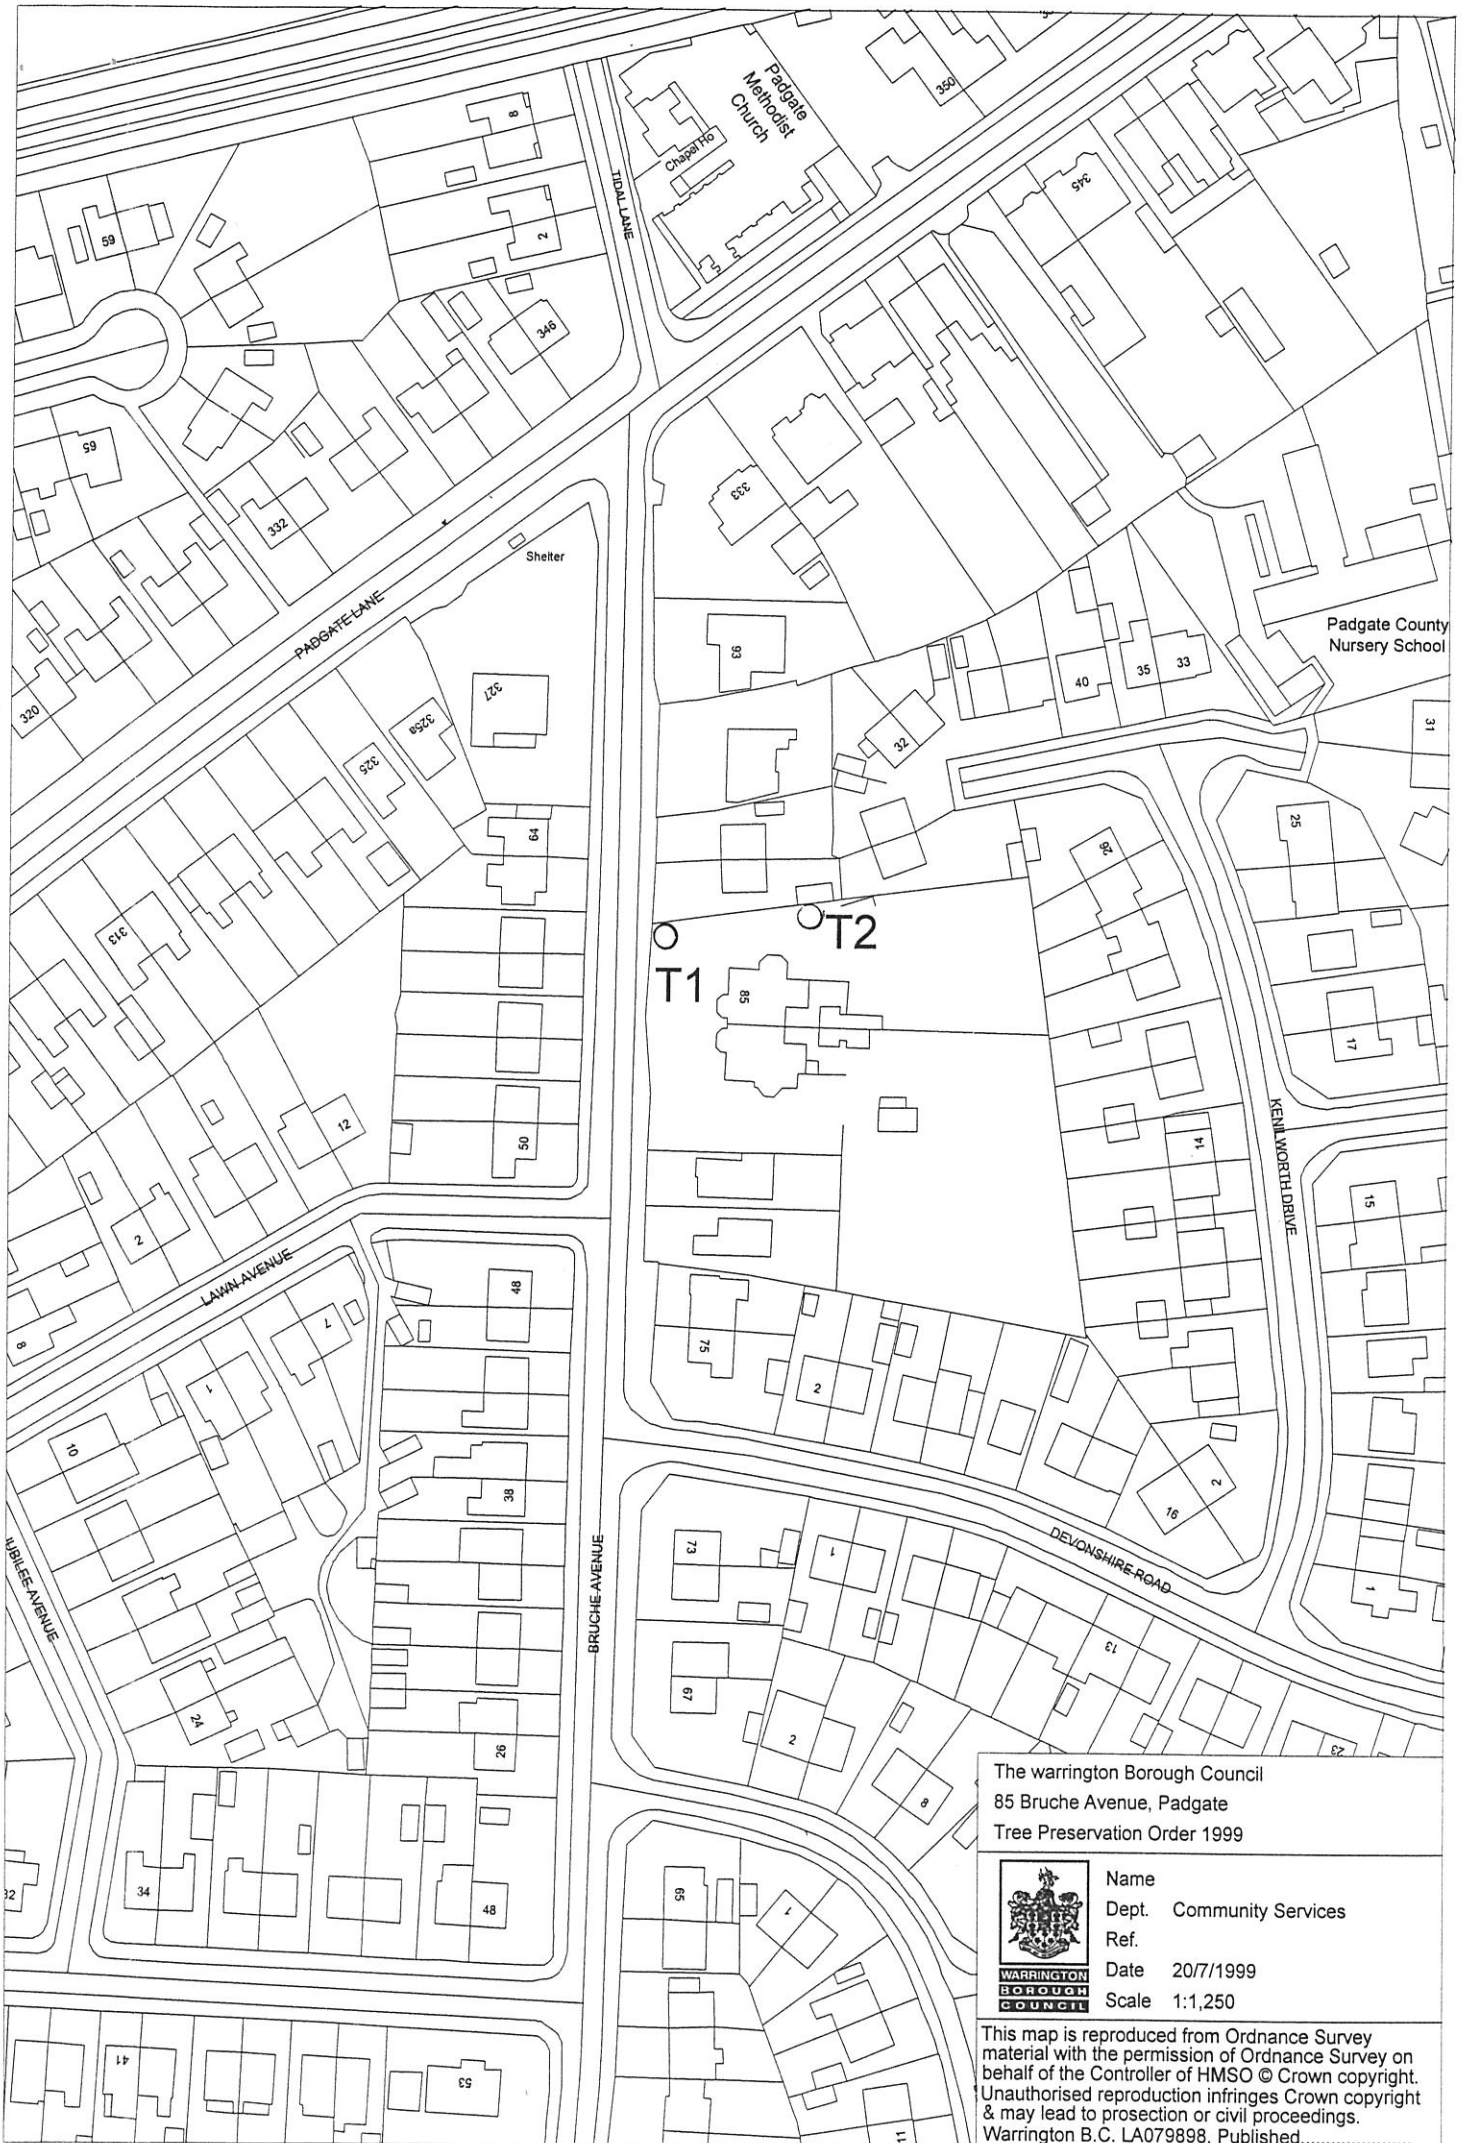 Padgate
Methodist
Church
350
8
Chapel Ho
TIDAL LANE
345
59
2
346
65
333
332
Shelter
PADGATE LANE
Padgate County
Nursery School
93
35
33
40
320
327
325a
31
32
325
64
25
26
313
T2
T1
85
17
12
50
14
KENILWORTH DRIVE
2
15
LAWN AVENUE
48
7
8
75
1
2
10
38
2
16
JUBILEE AVENUE
BRUCHE AVENUE
73
1
DEVONSHIRE ROAD
1
13
67
24
2
26
23
8
34
48
32
65
1
41
53
11
The warrington Borough Council
85 Bruche Avenue, Padgate
Tree Preservation Order 1999
Name
Dept. Community Services
Ref.
Date 20/7/1999
Scale 1:1,250
WARRINGTON
BOROUGH
COUNCIL
This map is reproduced from Ordnance Survey
material with the permission of Ordnance Survey on
behalf of the Controller of HMSO © Crown copyright.
Unauthorised reproduction infringes Crown copyright
& may lead to prosection or civil proceedings.
Warrington B.C. LA079898. Published....................